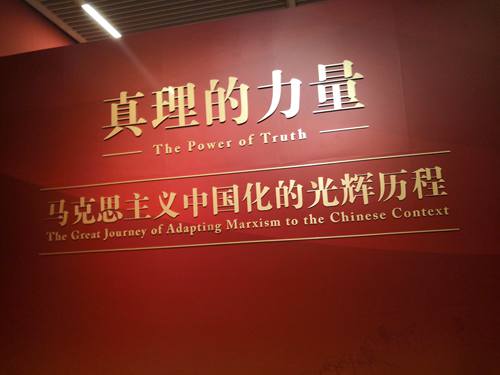 真理的力量
The Power of Truth
马克思主义中国化的光辉历程
The Great Journey of Adapting Marxism to the Chinese Context